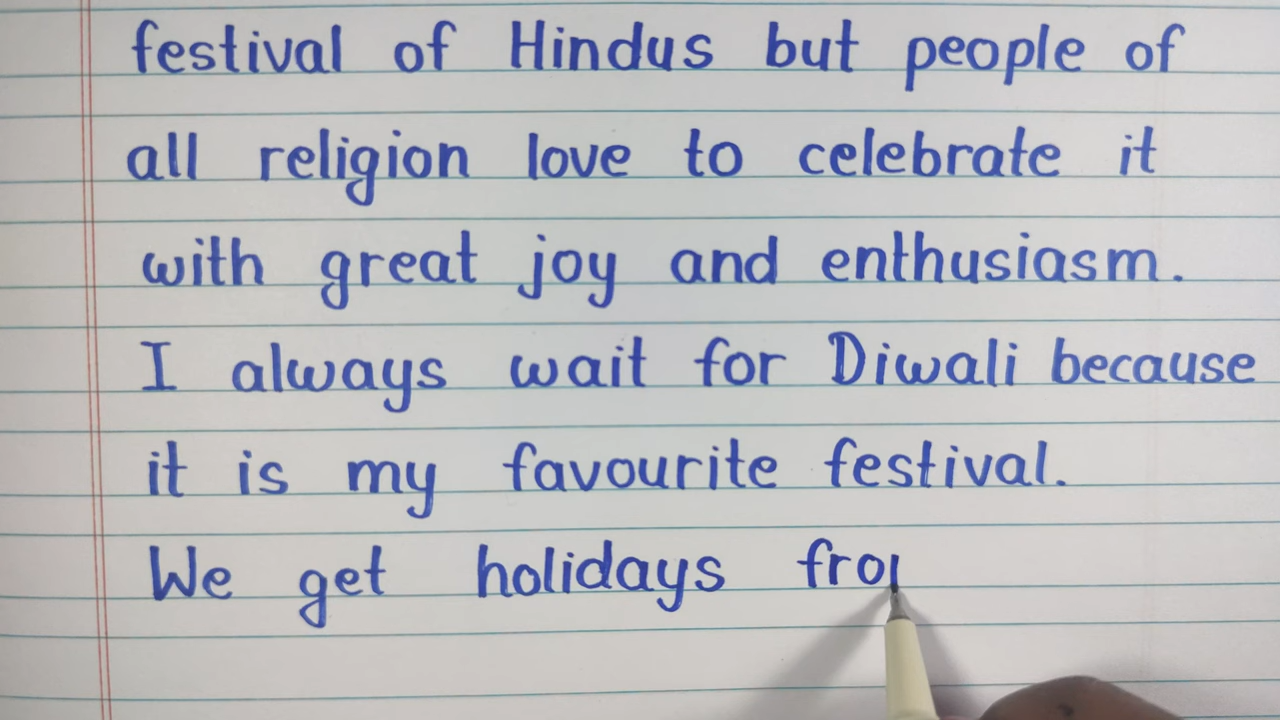 festival of Hindus but people of
all religion love to celebrate it
with great joy and enthusiasm.
I always wait for Diwali because
it is my favourite festival.
We get holidays